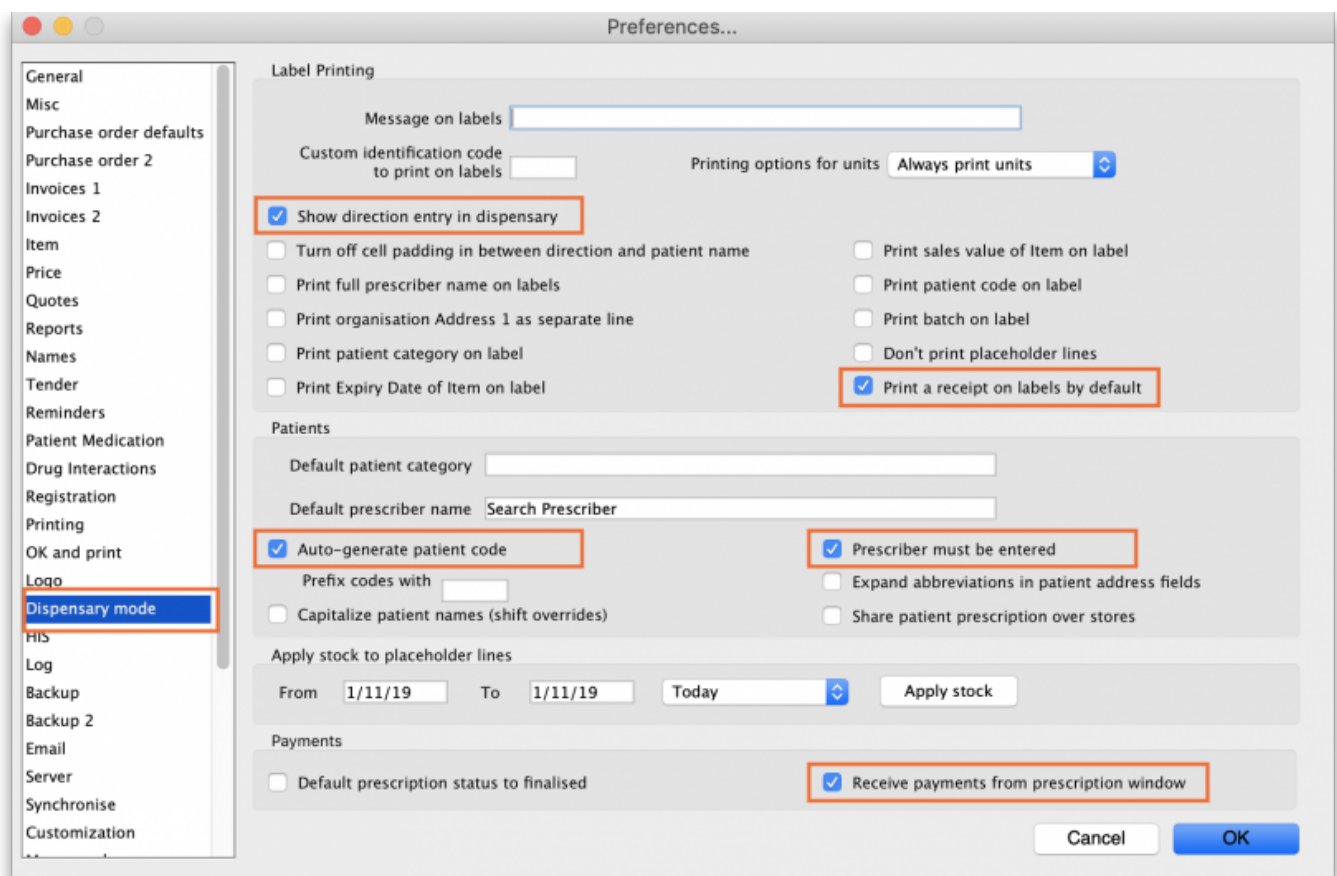 Preferences...
General
Misc
Purchase order defaults
Purchase order 2
Invoices 1
Invoices 2
Item
Price
Quotes
Reports
Names
Tender
Reminders
Patient Medication
Drug Interactions
Registration
Printing
OK and print
Logo
Dispensary mode
HIS
Log
Backup
Backup 2
Email
Server
Synchronise
Customization
Label Printing
Message on labels
Custom identification code
to print on labels
Printing options for units Always print units
Show direction entry in dispensary
Turn off cell padding in between direction and patient name
Print sales value of Item on label
Print full prescriber name on labels
Print patient code on label
Print organisation Address 1 as separate line
Print batch on label
Print patient category on label
Don't print placeholder lines
Print Expiry Date of Item on label
Print a receipt on labels by default
Patients
Default patient category
Default prescriber name Search Prescriber
Auto-generate patient code
Prescriber must be entered
Prefix codes with
Expand abbreviations in patient address fields
Capitalize patient names (shift overrides)
Share patient prescription over stores
Apply stock to placeholder lines
From 1/11/19 To 1/11/19 Today Apply stock
Payments
Default prescription status to finalised
Receive payments from prescription window
Cancel OK